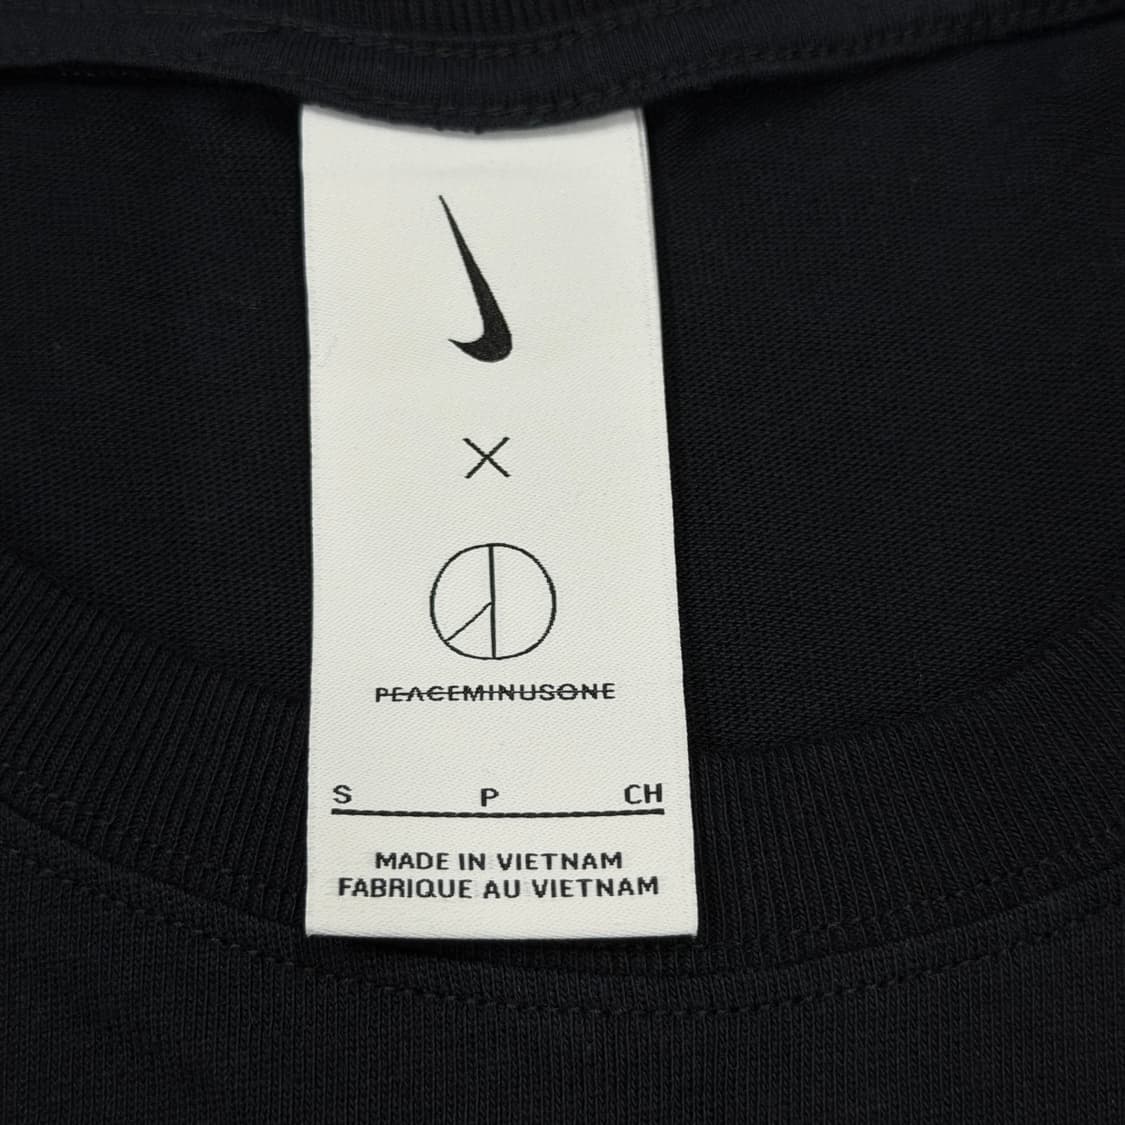 ×
PEACEMINUSONE
S P CH
MADE IN VIETNAM
FABRIQUE AU VIETNAM